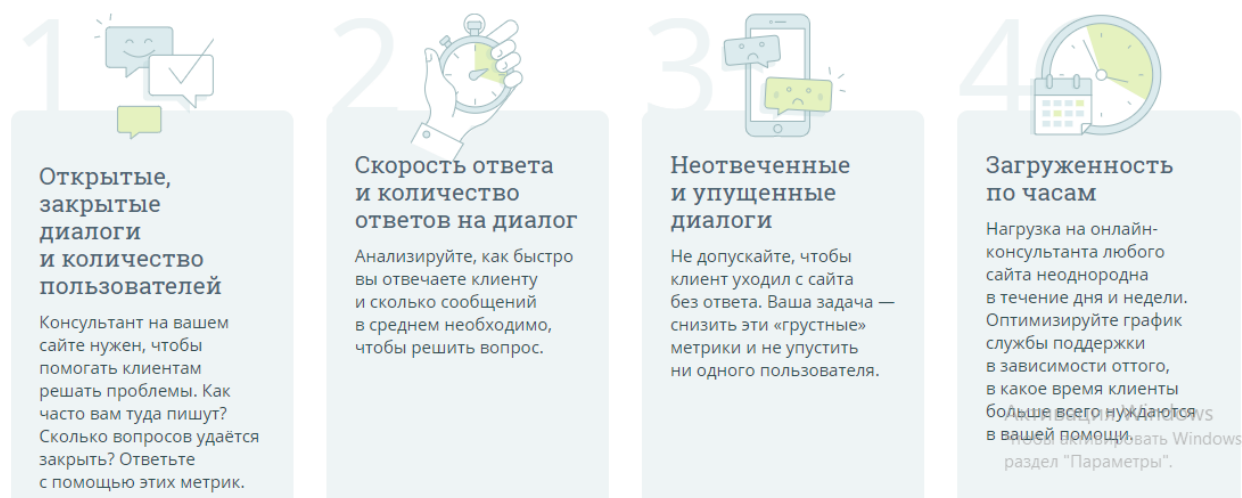 1
Открытые,
закрытые
диалоги
и количество
пользователей
Консультант на вашем
сайте нужен, чтобы
помогать клиентам
решать проблемы. Как
часто вам туда пишут?
Сколько вопросов удаётся
закрыть? Ответьте
с помощью этих метрик.
2
Скорость ответа
и количество
ответов на диалог
Анализируйте, как быстро
вы отвечаете клиенту
и сколько сообщений
в среднем необходимо,
чтобы решить вопрос.
3
Неотвеченные
и упущенные
диалоги
Не допускайте, чтобы
клиент уходил с сайта
без ответа. Ваша задача —
снизить эти «грустные»
метрики и не упустить
ни одного пользователя.
4
Загруженность
по часам
Нагрузка на онлайн-
консультанта любого
сайта неоднородна
в течение дня и недели.
Оптимизируйте график
службы поддержки
в зависимости оттого,
в какое время клиенты
больше всего нуждаются
в вашей помощи.
Активация Windows
Чтобы активировать Windows
раздел "Параметры".